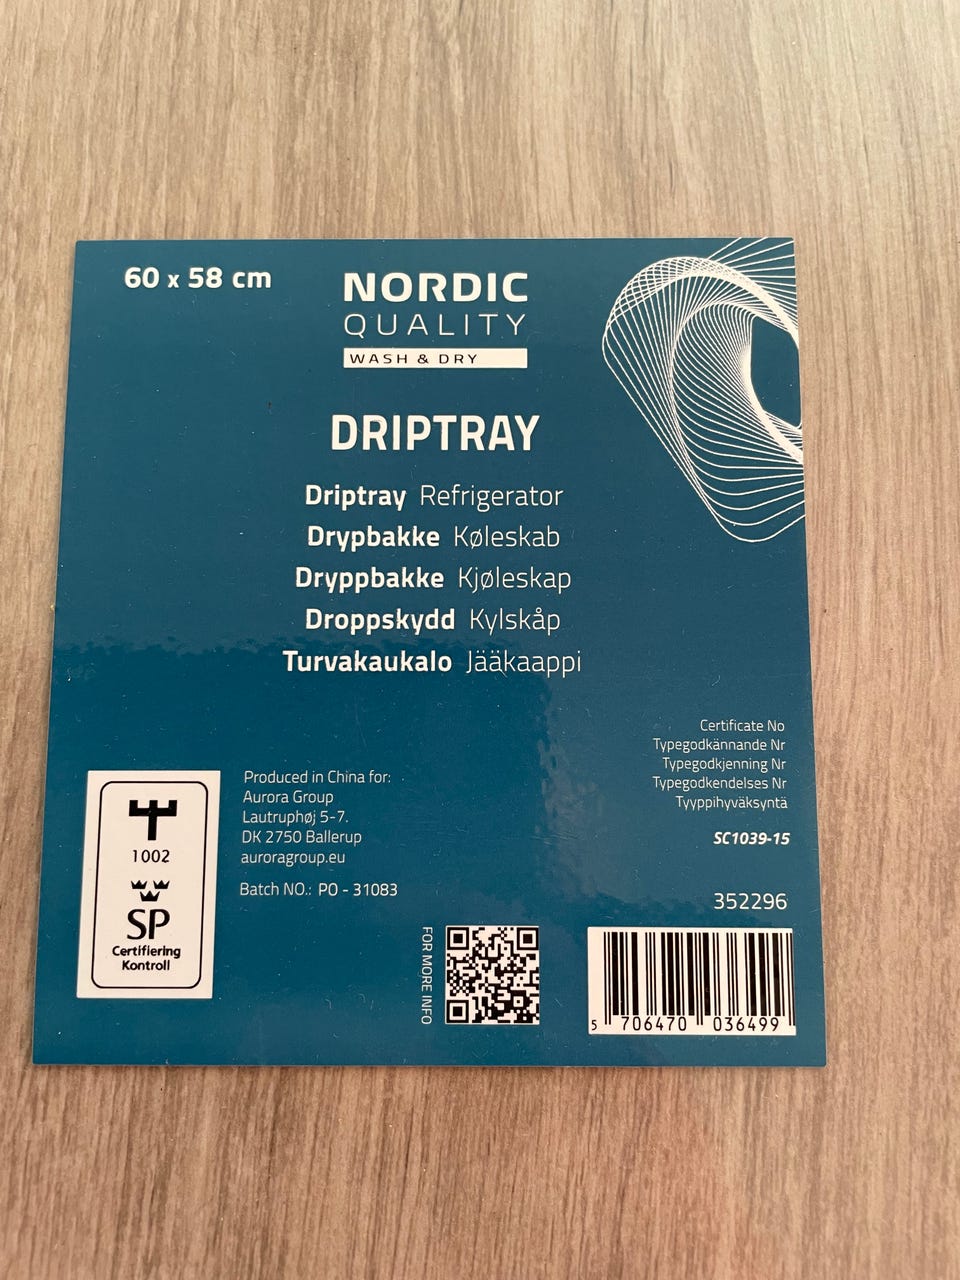 60 x 58 cm
NORDIC
QUALITY
WASH & DRY
DRIPTRAY
Driptray Refrigerator
Drypbakke Køleskab
Dryppbakke Kjøleskap
Droppskydd Kylskåp
Turvakaukalo Jääkaappi
Certificate No
Typegodkännande Nr
Typegodkjenning Nr
Typegodkendelses Nr
Tyyppihyväksyntä
SC1039-15
1002
SP
Certifiering
Kontroll
Produced in China for:
Aurora Group
Lautruphøj 5-7.
DK 2750 Ballerup
auroragroup.eu
Batch NO.: PO - 31083
FOR MORE INFO
352296
5 706470 036499